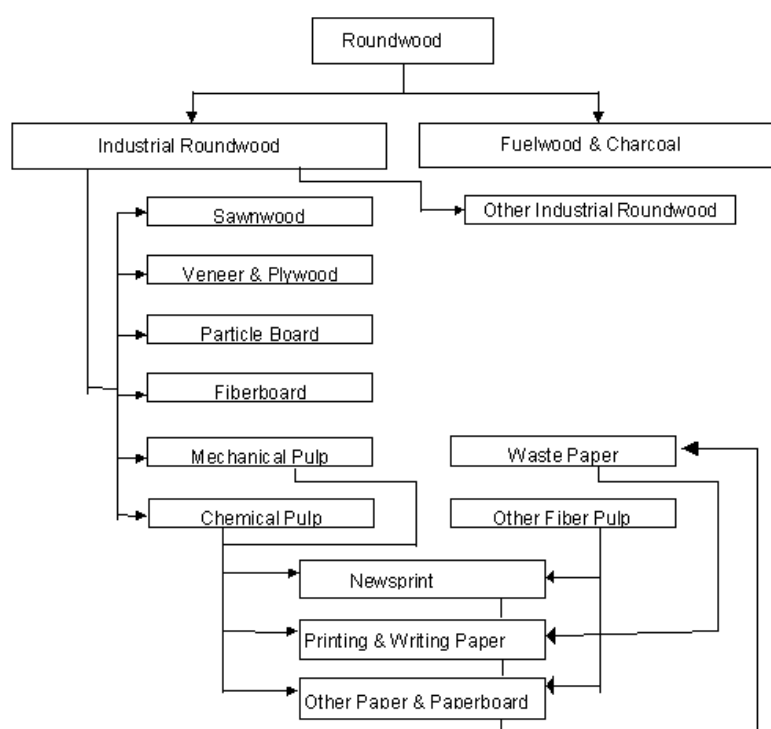 Roundwood
Industrial Roundwood
Fuelwood & Charcoal
Sawnwood
Other Industrial Roundwood
Veneer & Plywood
Particle Board
Fiberboard
Mechanical Pulp
Waste Paper
Chemical Pulp
Other Fiber Pulp
Newsprint
Printing & Writing Paper
Other Paper & Paperboard